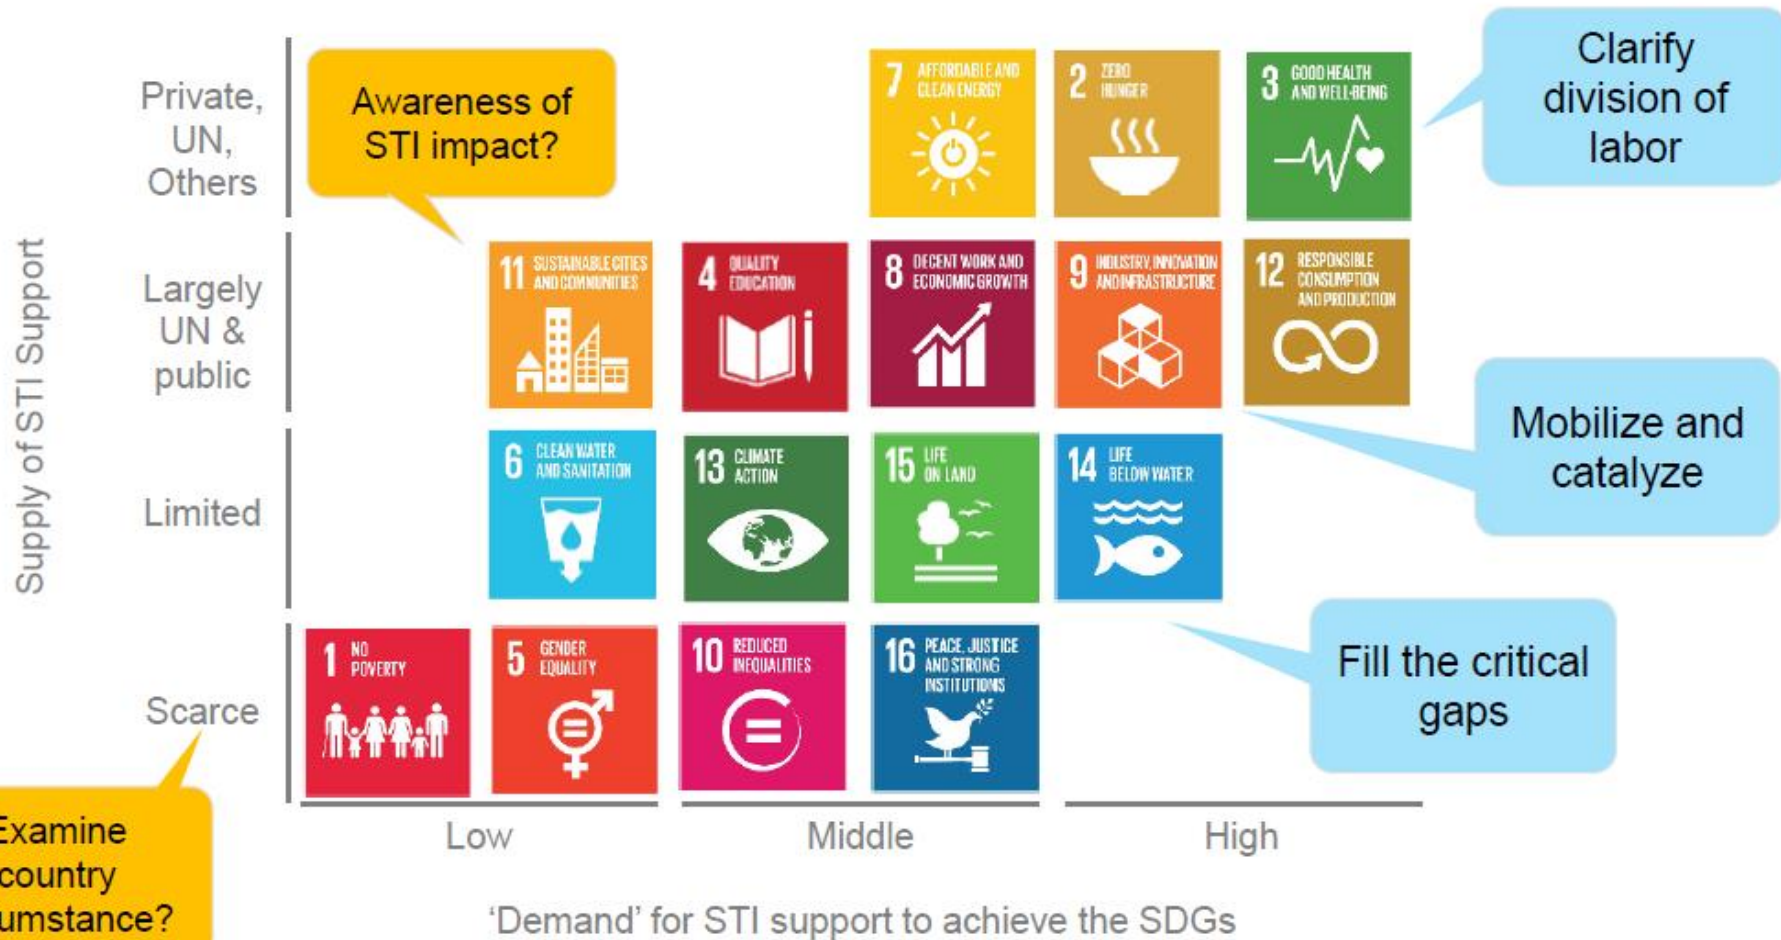 Private,
UN,
Others
Awareness of
STI impact?
7 AFFORDABLE AND
CLEAN ENERGY
2 ZERO
HUNGER
3 GOOD HEALTH
AND WELL-BEING
Clarify
division of
labor
Supply of STI Support
Largely
UN &
public
11 SUSTAINABLE CITIES
AND COMMUNITIES
4 QUALITY
EDUCATION
8 DECENT WORK AND
ECONOMIC GROWTH
9 INDUSTRY, INNOVATION
AND INFRASTRUCTURE
12 RESPONSIBLE
CONSUMPTION
AND PRODUCTION
Mobilize and
catalyze
Limited
6 CLEAN WATER
AND SANITATION
13 CLIMATE
ACTION
15 LIFE
ON LAND
14 LIFE
BELOW WATER
Fill the critical
gaps
Scarce
1 NO
POVERTY
5 GENDER
EQUALITY
10 REDUCED
INEQUALITIES
16 PEACE, JUSTICE
AND STRONG
INSTITUTIONS
Examine
country
umstance?
Low
Middle
High
‘Demand’ for STI support to achieve the SDGs